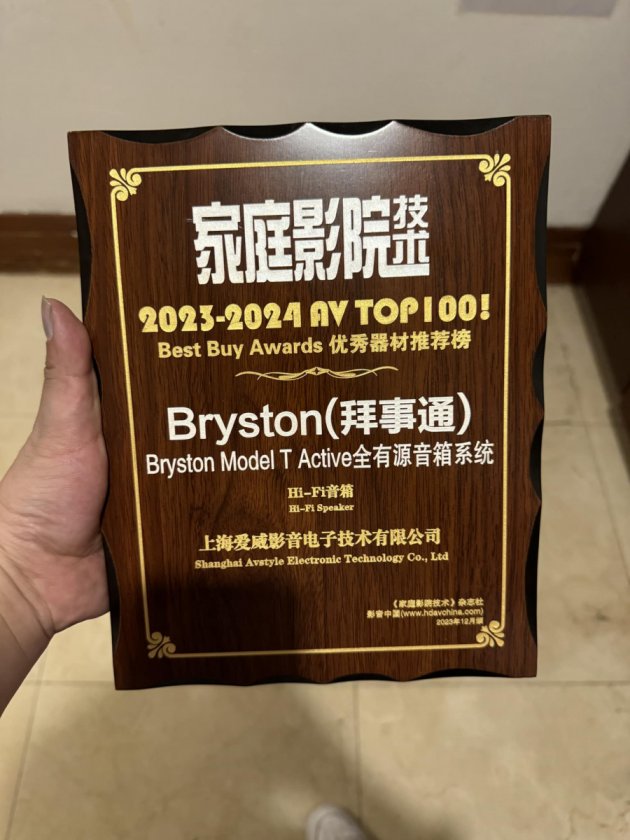 家庭影院技术
2023-2024 AV TOP100!
Best Buy Awards 优秀器材推荐榜
Bryston(拜事通)
Bryston Model T Active全有源音箱系统
Hi-Fi音箱
Hi-Fi Speaker
上海爱威影音电子技术有限公司
Shanghai Avstyle Electronic Technology Co., Ltd
《家庭影院技术》杂志社
影音中国(www.hdavchina.com)
2023年12月颁